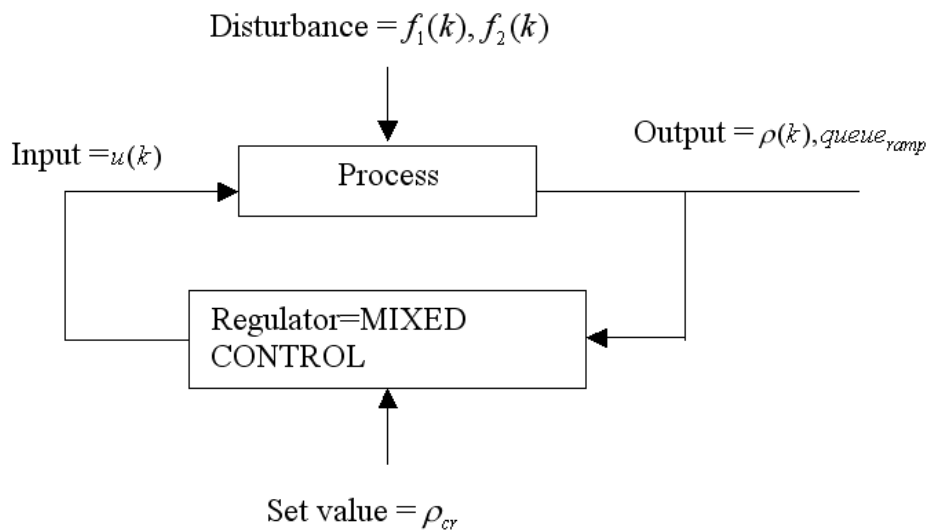 Disturbance = f₁(k), f₂(k)
Output = ρ(k), queue_ramp
Input = u(k)
Process
Regulator=MIXED
CONTROL
Set value = ρ_cr